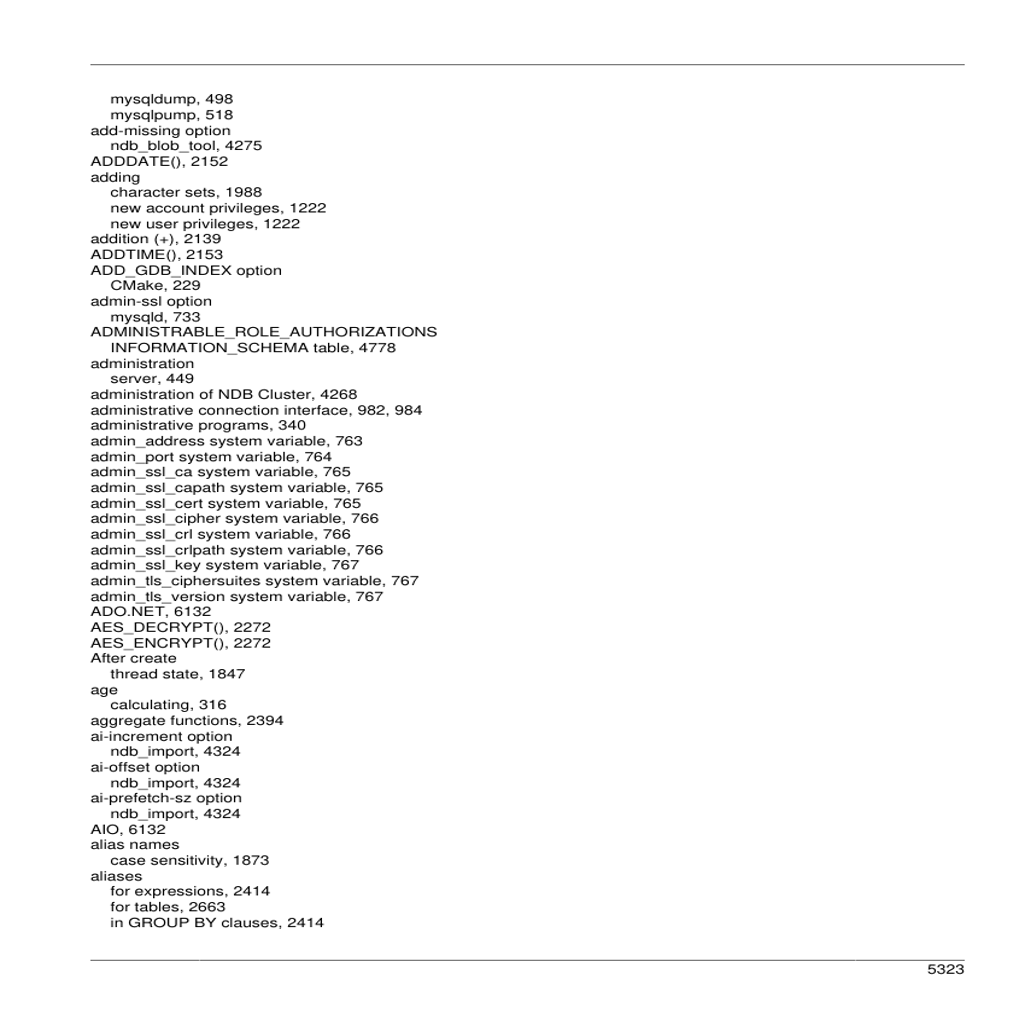 mysqldump, 498
mysqlpump, 518
add-missing option
ndb_blob_tool, 4275
ADDDATE(), 2152
adding
character sets, 1988
new account privileges, 1222
new user privileges, 1222
addition (+), 2139
ADDTIME(), 2153
ADD_GDB_INDEX option
CMake, 229
admin-ssl option
mysqld, 733
ADMINISTRABLE_ROLE_AUTHORIZATIONS
INFORMATION_SCHEMA table, 4778
administration
server, 449
administration of NDB Cluster, 4268
administrative connection interface, 982, 984
administrative programs, 340
admin_address system variable, 763
admin_port system variable, 764
admin_ssl_ca system variable, 765
admin_ssl_capath system variable, 765
admin_ssl_cert system variable, 765
admin_ssl_cipher system variable, 766
admin_ssl_crl system variable, 766
admin_ssl_crlpath system variable, 766
admin_ssl_key system variable, 767
admin_tls_ciphersuites system variable, 767
admin_tls_version system variable, 767
ADO.NET, 6132
AES_DECRYPT(), 2272
AES_ENCRYPT(), 2272
After create
thread state, 1847
age
calculating, 316
aggregate functions, 2394
ai-increment option
ndb_import, 4324
ai-offset option
ndb_import, 4324
ai-prefetch-sz option
ndb_import, 4324
AIO, 6132
alias names
case sensitivity, 1873
aliases
for expressions, 2414
for tables, 2663
in GROUP BY clauses, 2414
5323